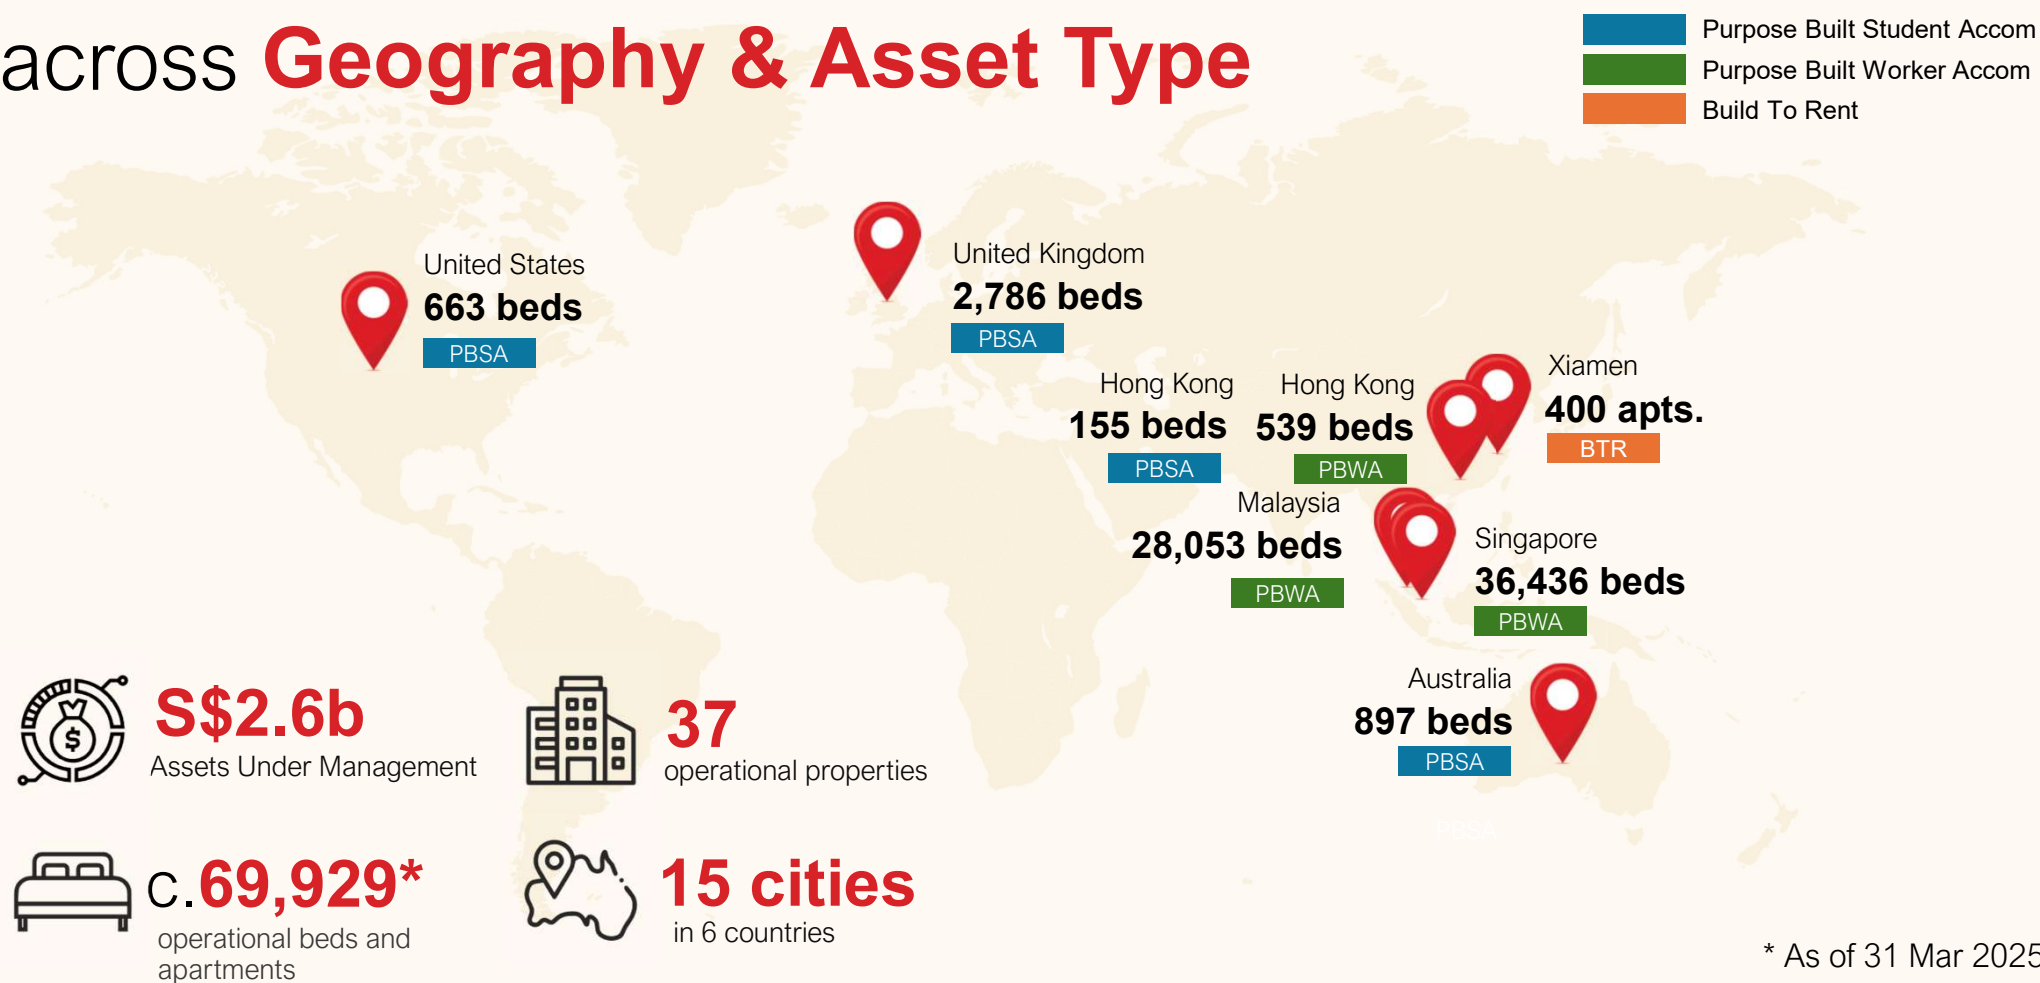 across Geography & Asset Type
Purpose Built Student Accom
Purpose Built Worker Accom
Build To Rent
United States
663 beds
PBSA
United Kingdom
2,786 beds
PBSA
Hong Kong
155 beds
PBSA
Hong Kong
539 beds
PBWA
Xiamen
400 apts.
BTR
Malaysia
28,053 beds
PBWA
Singapore
36,436 beds
PBWA
Australia
897 beds
PBSA
PBSA
S$2.6b
Assets Under Management
37
operational properties
c.69,929*
operational beds and
apartments
15 cities
in 6 countries
* As of 31 Mar 2025